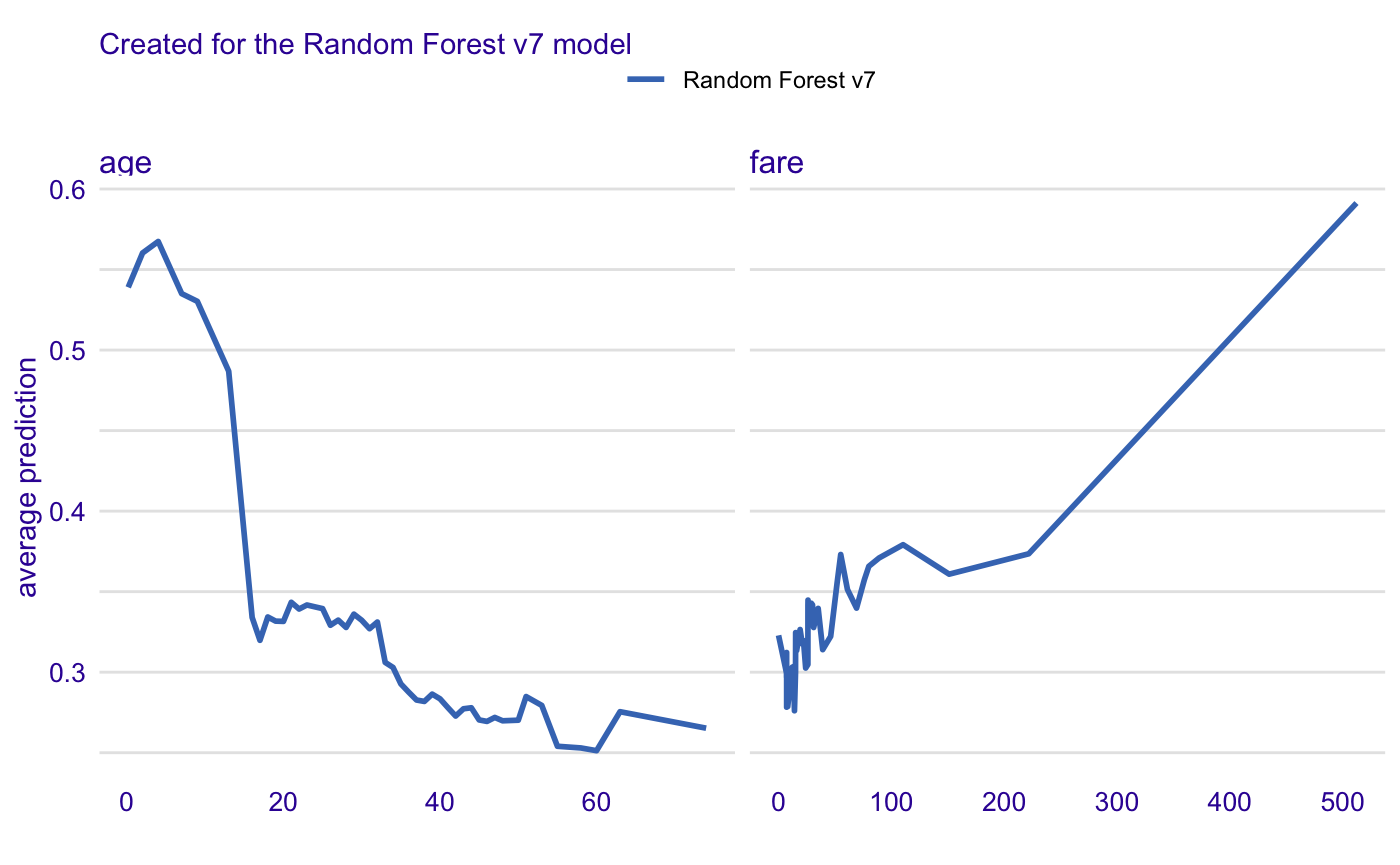 Created for the Random Forest v7 model
Random Forest v7
age
fare
average prediction
0.6
0.5
0.4
0.3
0 20 40 60
0 100 200 300 400 500